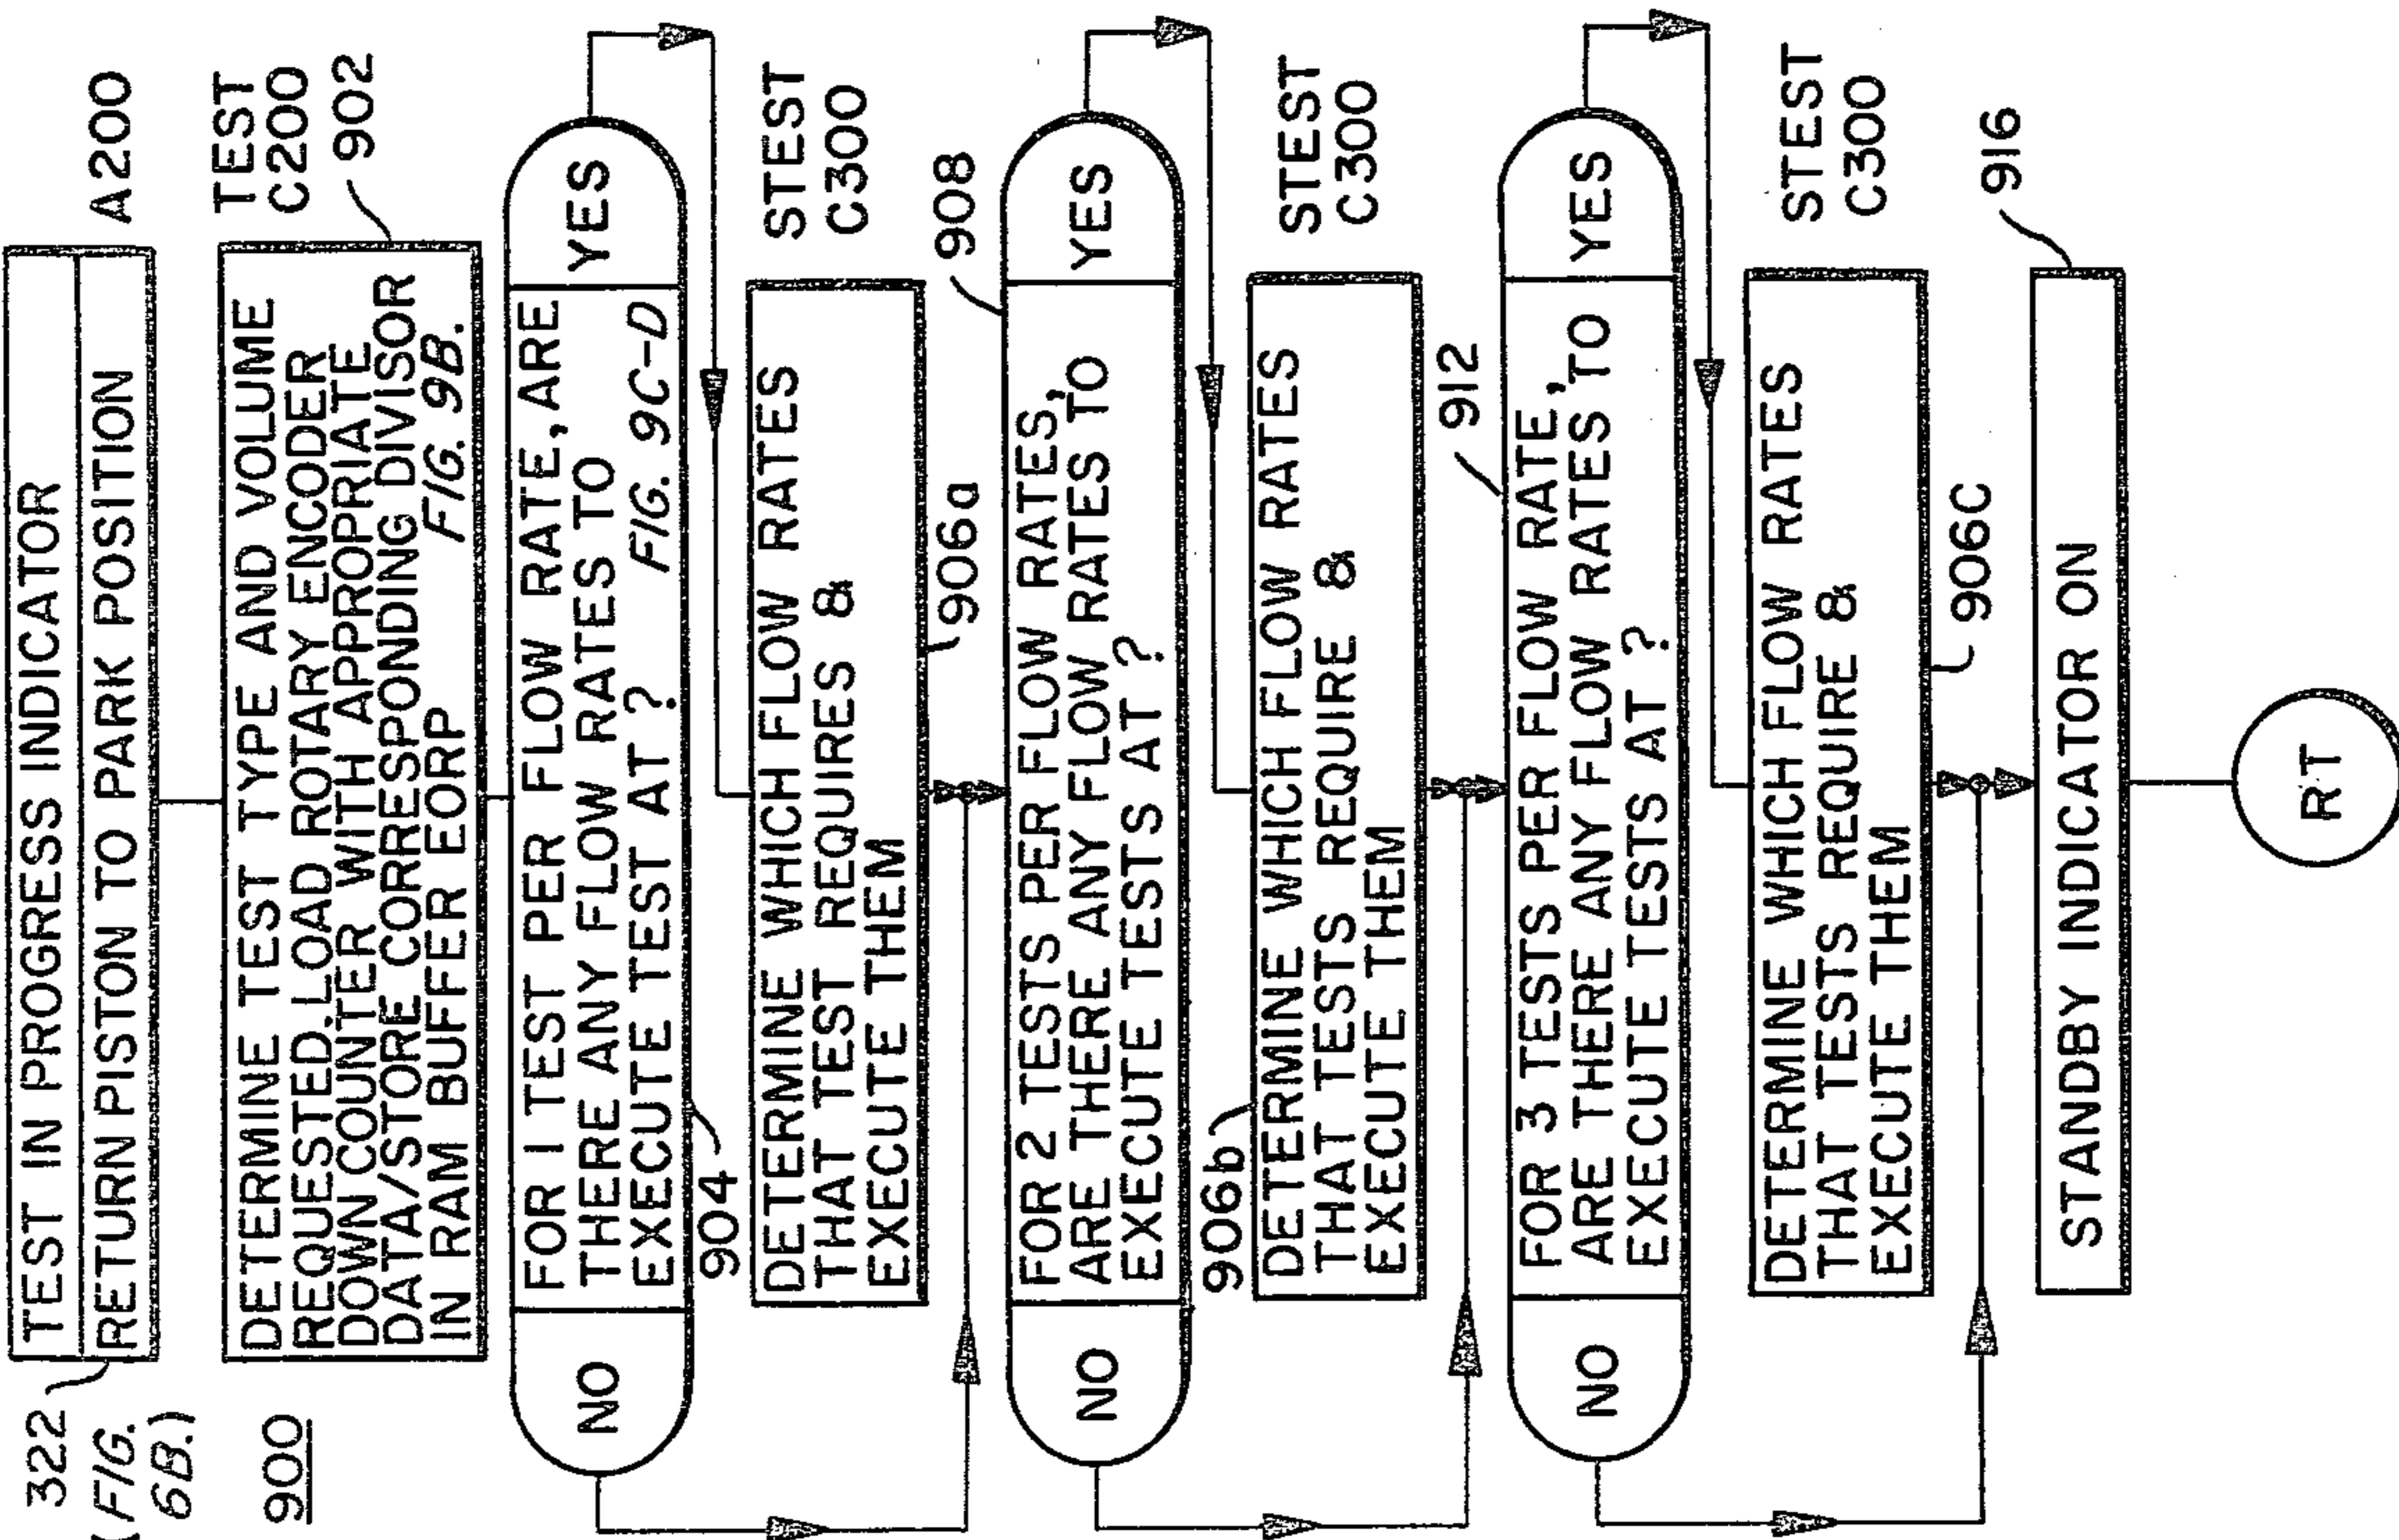 322
(FIG.
6B.)
TEST IN PROGRESS INDICATOR
RETURN PISTON TO PARK POSITION
A200
900
TEST
C200
902
DETERMINE TEST TYPE AND VOLUME
REQUESTED. LOAD ROTARY ENCODER
DOWN COUNTER WITH APPROPRIATE
DATA/STORE CORRESPONDING DIVISOR
IN RAM BUFFER EORP FIG. 9B.
NO
FOR 1 TEST PER FLOW RATE, ARE
THERE ANY FLOW RATES TO
EXECUTE TEST AT ? FIG. 9C-D
YES
904
DETERMINE WHICH FLOW RATES
THAT TEST REQUIRES &
EXECUTE THEM
STEST
C300
906a
908
NO
FOR 2 TESTS PER FLOW RATES,
ARE THERE ANY FLOW RATES TO
EXECUTE TESTS AT ?
YES
906b
DETERMINE WHICH FLOW RATES
THAT TESTS REQUIRE &
EXECUTE THEM
STEST
C300
912
NO
FOR 3 TESTS PER FLOW RATE,
ARE THERE ANY FLOW RATES TO
EXECUTE TESTS AT ?
YES
DETERMINE WHICH FLOW RATES
THAT TESTS REQUIRE &
EXECUTE THEM
STEST
C300
906C
916
STANDBY INDICATOR ON
RT